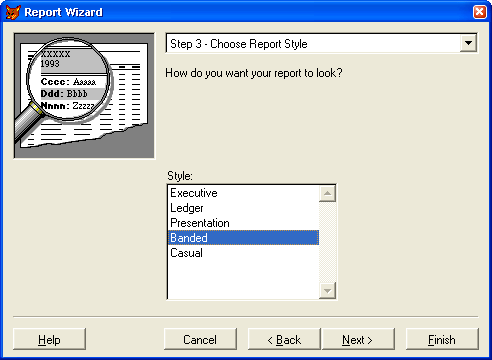 Report Wizard
XXXXX
1993
Cccc: Aaaaa
Ddd: Bbbb
Nnnn: Zzzzz
Step 3 - Choose Report Style
How do you want your report to look?
Style:
Executive
Ledger
Presentation
Banded
Casual
Help
Cancel
< Back
Next >
Finish